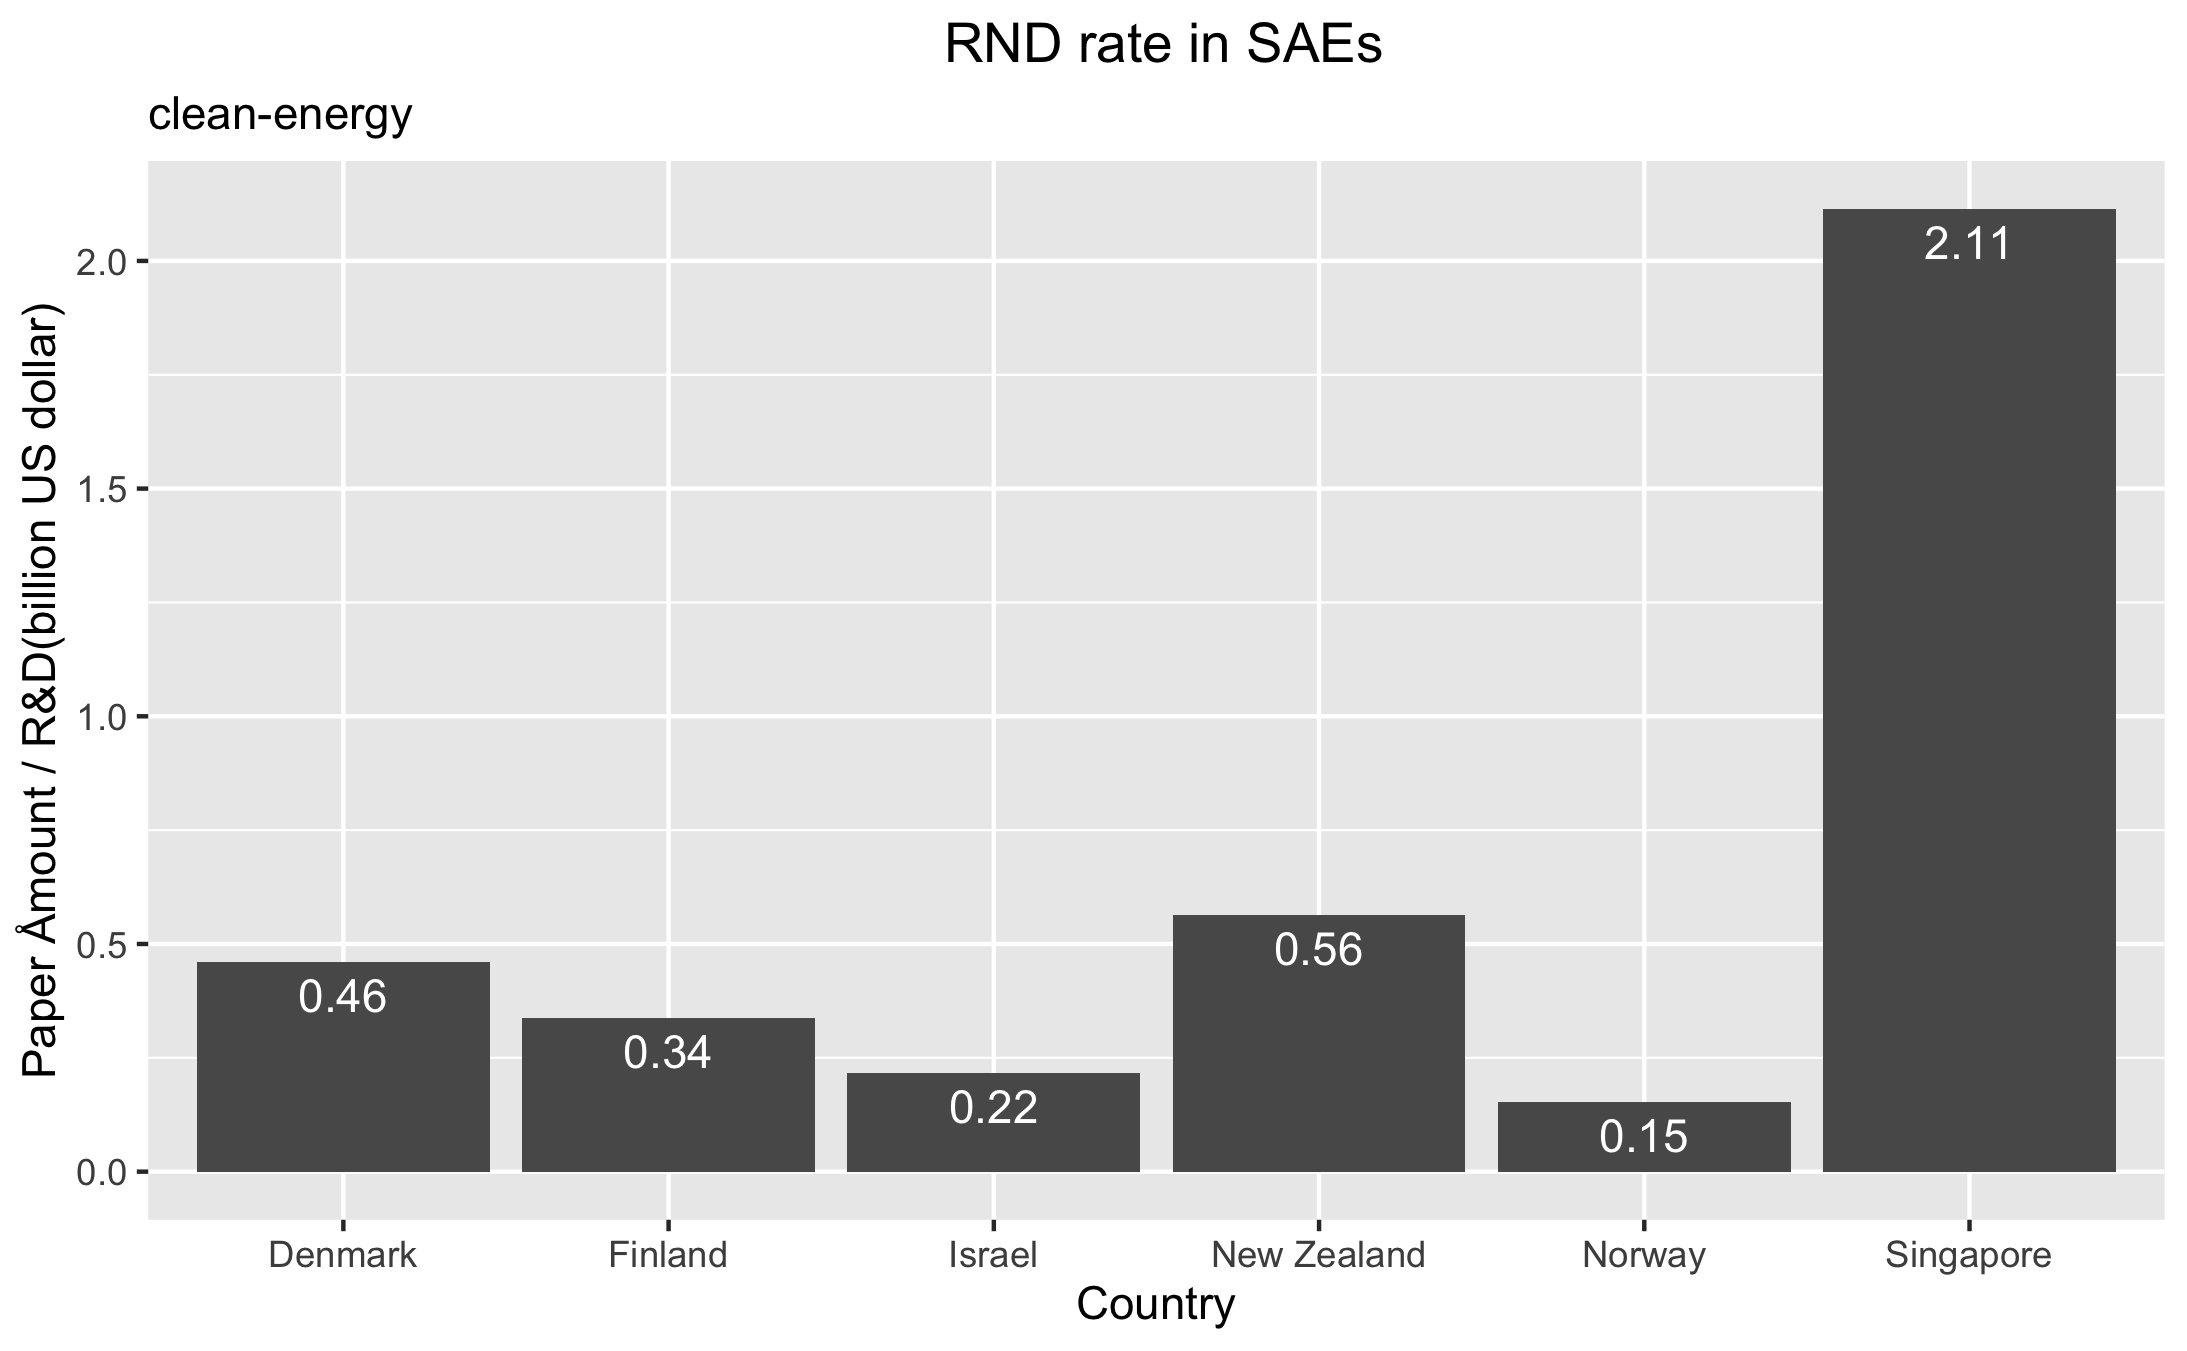 RND rate in SAEs
clean-energy
Paper Åmount / R&D(billion US dollar)
2.0
1.5
1.0
0.5
0.0
0.46
0.34
0.22
0.56
0.15
2.11
Denmark
Finland
Israel
New Zealand
Norway
Singapore
Country